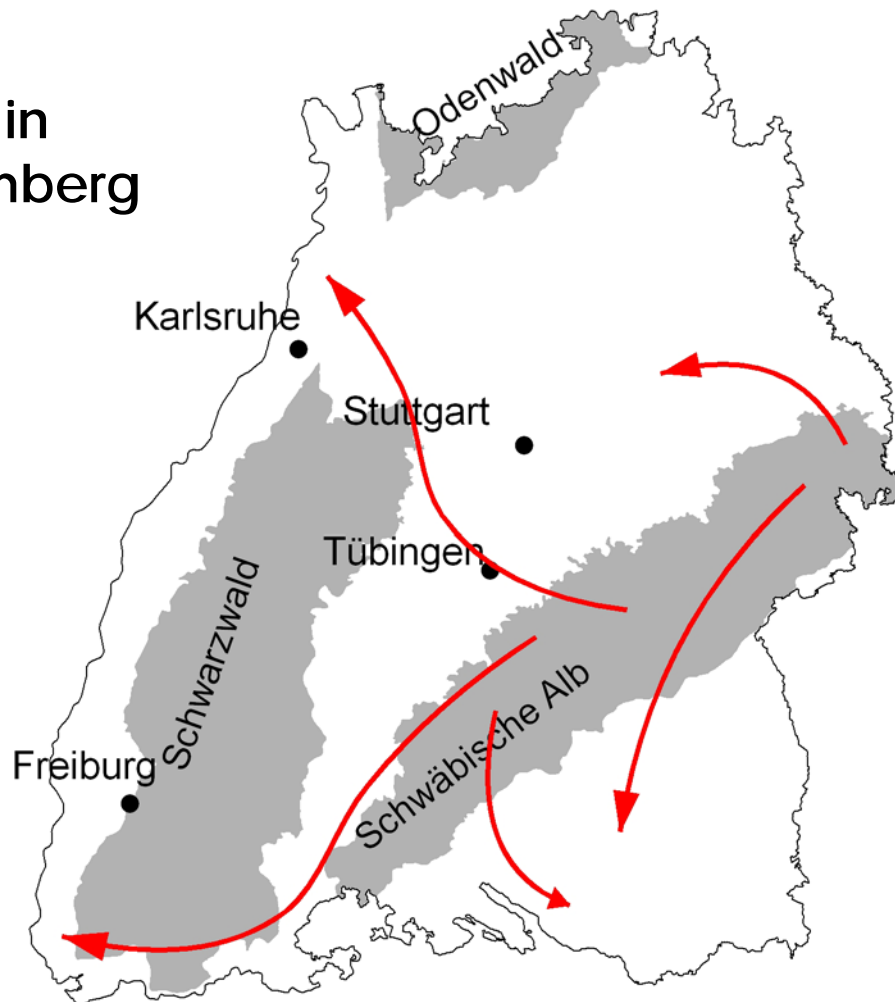 in
nberg
Odenwald
Karlsruhe
Stuttgart
Tübingen
Schwarzwald
Schwäbische Alb
Freiburg